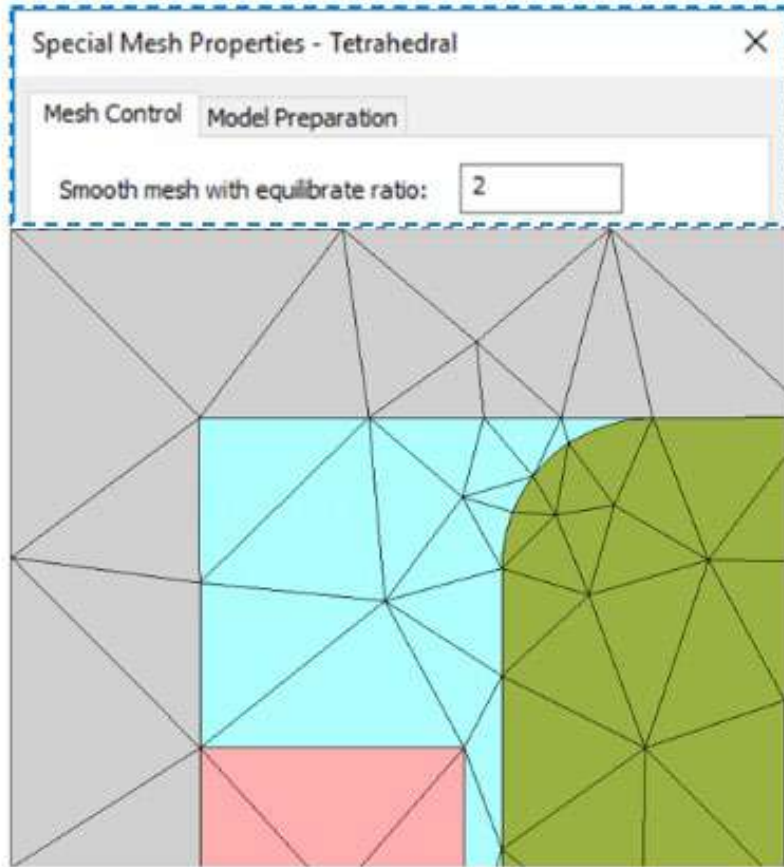 Special Mesh Properties - Tetrahedral
Mesh Control Model Preparation
Smooth mesh with equilibrate ratio: 2